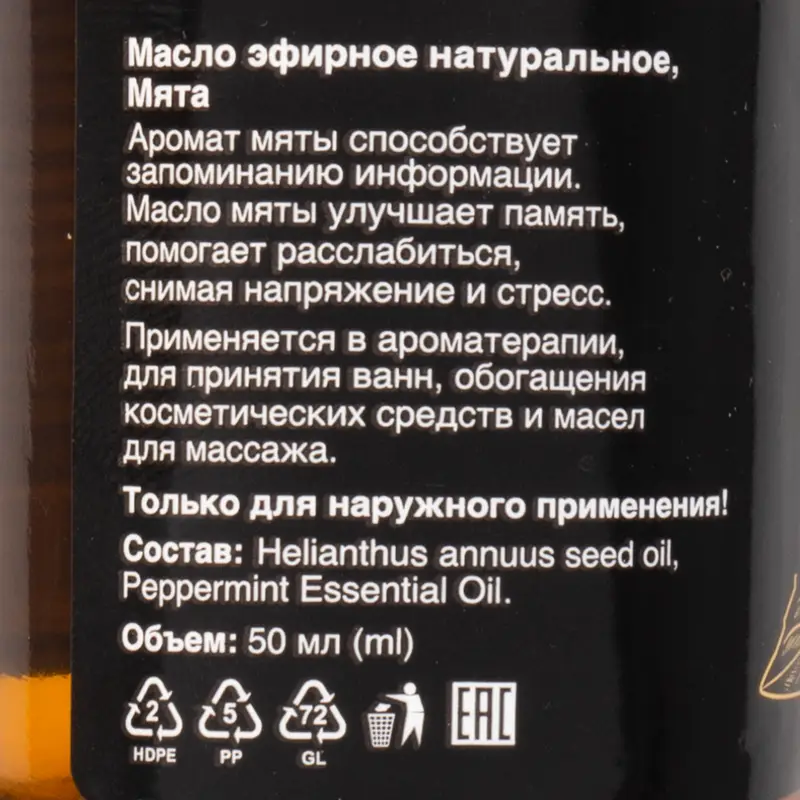 Масло эфирное натуральное,
Мята
Аромат мяты способствует
запоминанию информации.
Масло мяты улучшает память,
помогает расслабиться,
снимая напряжение и стресс.
Применяется в ароматерапии,
для принятия ванн, обогащения
косметических средств и масел
для массажа.
Только для наружного применения!
Состав: Helianthus annuus seed oil,
Peppermint Essential Oil.
Объем: 50 мл (ml)
2 5 72 EAC
HDPE PP GL